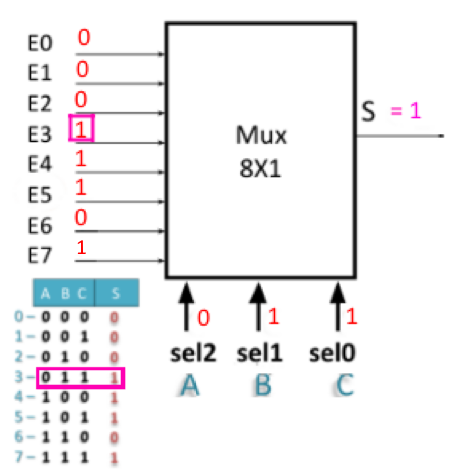 E0 0
E1 0
E2 0
E3 1
E4 1
E5 1
E6 0
E7 1
Mux
8X1
S = 1
0 1 1
sel2 sel1 sel0
A B C
A B C S
0- 0 0 0 0
1- 0 0 1 0
2- 0 1 0 0
3- 0 1 1 1
4- 1 0 0 1
5- 1 0 1 1
6- 1 1 0 0
7- 1 1 1 1